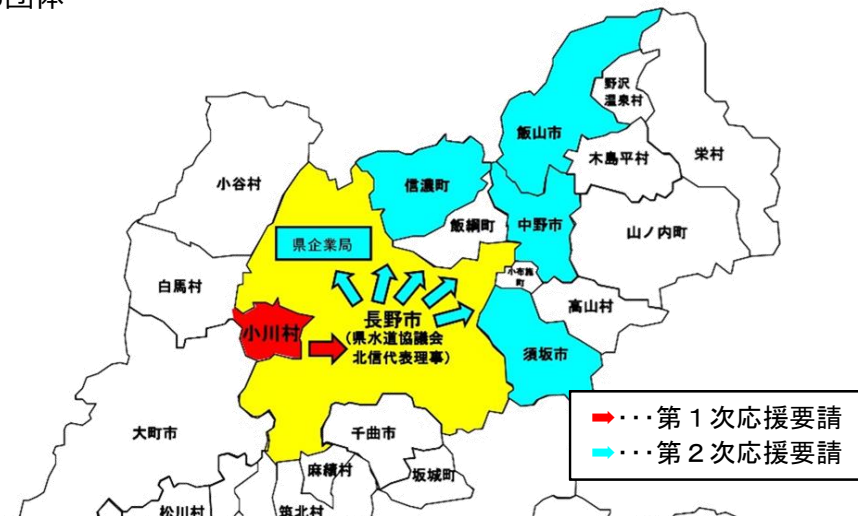 団体
野沢
温泉村
飯山市
栄村
木島平村
小谷村
信濃町
飯綱町
中野市
山ノ内町
県企業局
小布施
町
白馬村
高山村
長野市
小川村
(県水道協議会
北信代表理事)
須坂市
➡・・・第１次応援要請
➡・・・第２次応援要請
大町市
千曲市
麻績村
坂城町
松川村
筑北村